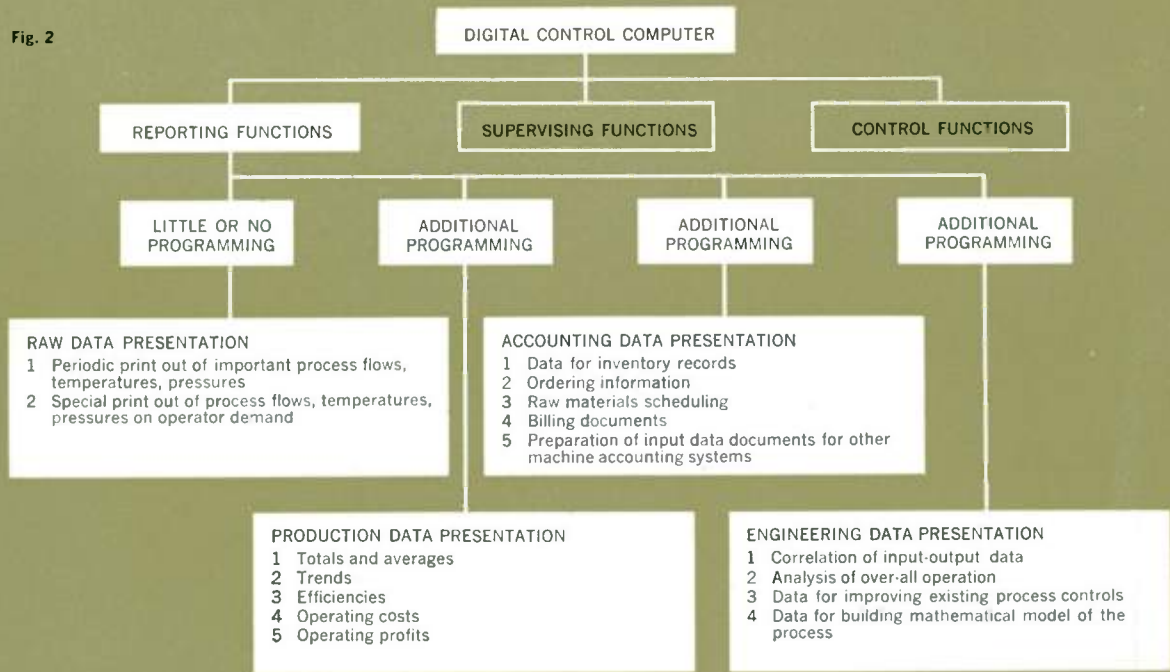 Fig. 2
DIGITAL CONTROL COMPUTER
REPORTING FUNCTIONS
SUPERVISING FUNCTIONS
CONTROL FUNCTIONS
LITTLE OR NO
PROGRAMMING
ADDITIONAL
PROGRAMMING
ADDITIONAL
PROGRAMMING
ADDITIONAL
PROGRAMMING
RAW DATA PRESENTATION
1 Periodic print out of important process flows,
temperatures, pressures
2 Special print out of process flows, temperatures,
pressures on operator demand
ACCOUNTING DATA PRESENTATION
1 Data for inventory records
2 Ordering information
3 Raw materials scheduling
4 Billing documents
5 Preparation of input data documents for other
machine accounting systems
PRODUCTION DATA PRESENTATION
1 Totals and averages
2 Trends
3 Efficiencies
4 Operating costs
5 Operating profits
ENGINEERING DATA PRESENTATION
1 Correlation of input-output data
2 Analysis of over-all operation
3 Data for improving existing process controls
4 Data for building mathematical model of the
process